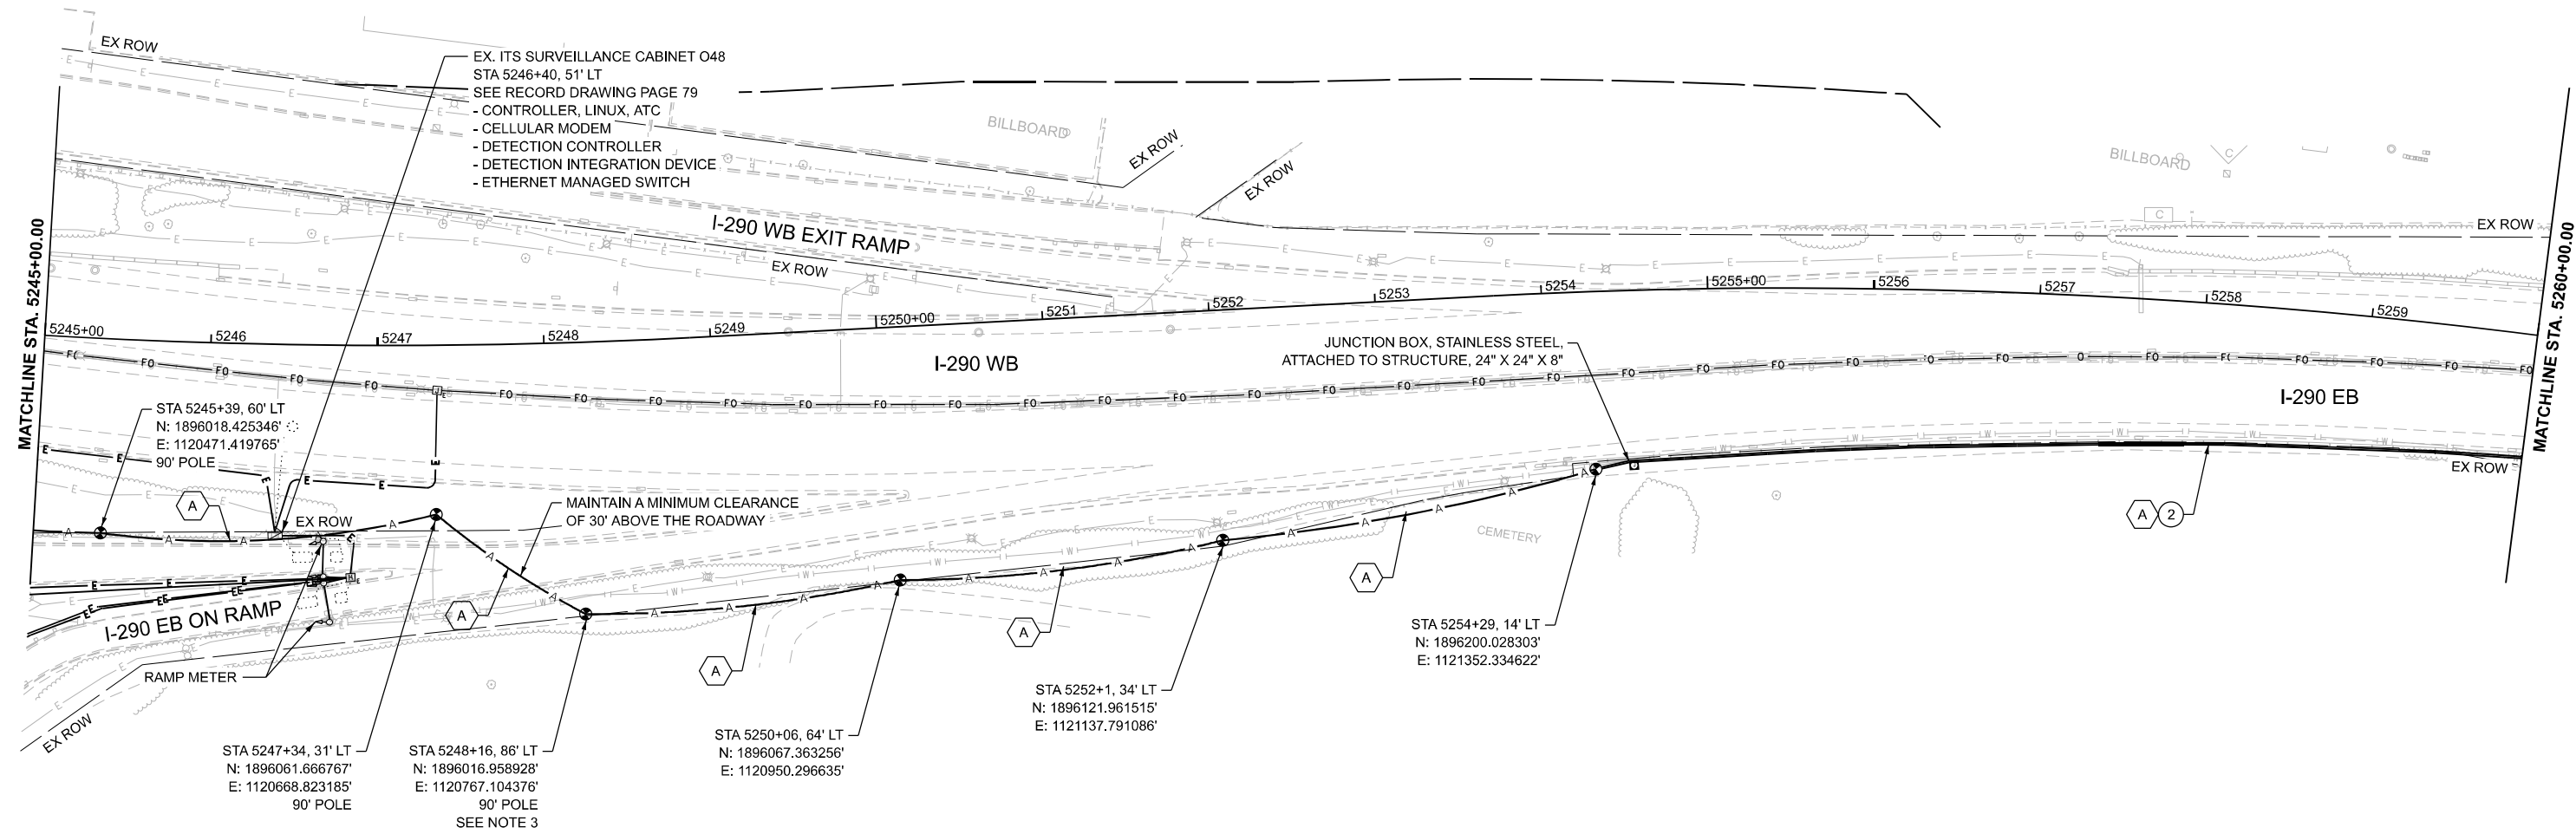 EX ROW
EX. ITS SURVEILLANCE CABINET O48
STA 5246+40, 51' LT
SEE RECORD DRAWING PAGE 79
- CONTROLLER, LINUX, ATC
- CELLULAR MODEM
- DETECTION CONTROLLER
- DETECTION INTEGRATION DEVICE
- ETHERNET MANAGED SWITCH
BILLBOARD
EX ROW
EX ROW
BILLBOARD
C
C
EX ROW
I-290 WB EXIT RAMP
EX ROW
MATCHLINE STA. 5245+00.00
MATCHLINE STA. 5260+00.00
5245+00
5246
5247
5248
5249
5250+00
5251
5252
5253
5254
5255+00
5256
5257
5258
5259
I-290 WB
JUNCTION BOX, STAINLESS STEEL,
ATTACHED TO STRUCTURE, 24" X 24" X 8"
I-290 EB
STA 5245+39, 60' LT
N: 1896018.425346'
E: 1120471.419765'
90' POLE
A
EX ROW
MAINTAIN A MINIMUM CLEARANCE
OF 30' ABOVE THE ROADWAY
EX ROW
A 2
CEMETERY
A
A
A
A
I-290 EB ON RAMP
RAMP METER
EX ROW
STA 5254+29, 14' LT
N: 1896200.028303'
E: 1121352.334622'
STA 5252+1, 34' LT
N: 1896121.961515'
E: 1121137.791086'
STA 5250+06, 64' LT
N: 1896067.363256'
E: 1120950.296635'
STA 5247+34, 31' LT
N: 1896061.666767'
E: 1120668.823185'
90' POLE
STA 5248+16, 86' LT
N: 1896016.958928'
E: 1120767.104376'
90' POLE
SEE NOTE 3